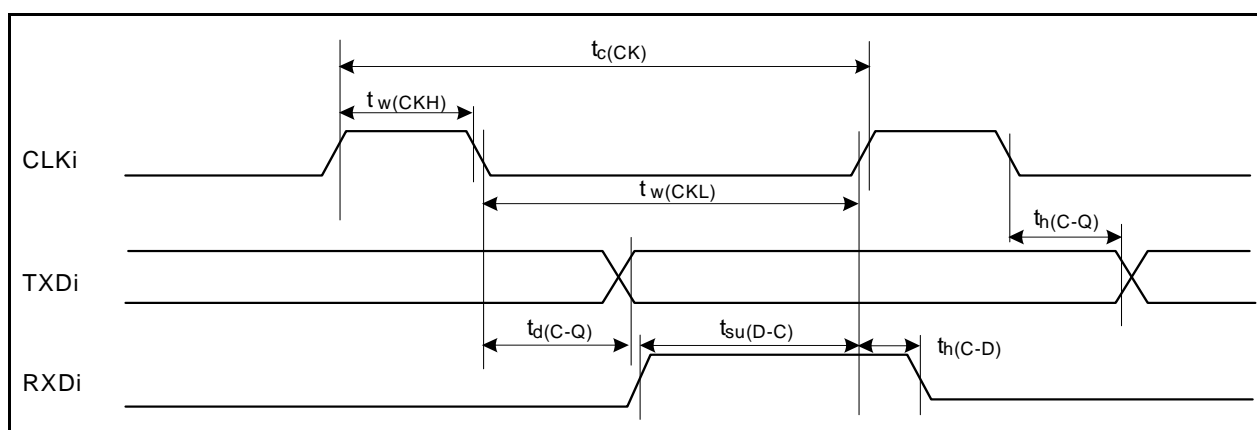 tc(CK)
tw(CKH)
CLKi
tw(CKL)
th(C-Q)
TXDi
td(C-Q)
tsu(D-C)
th(C-D)
RXDi